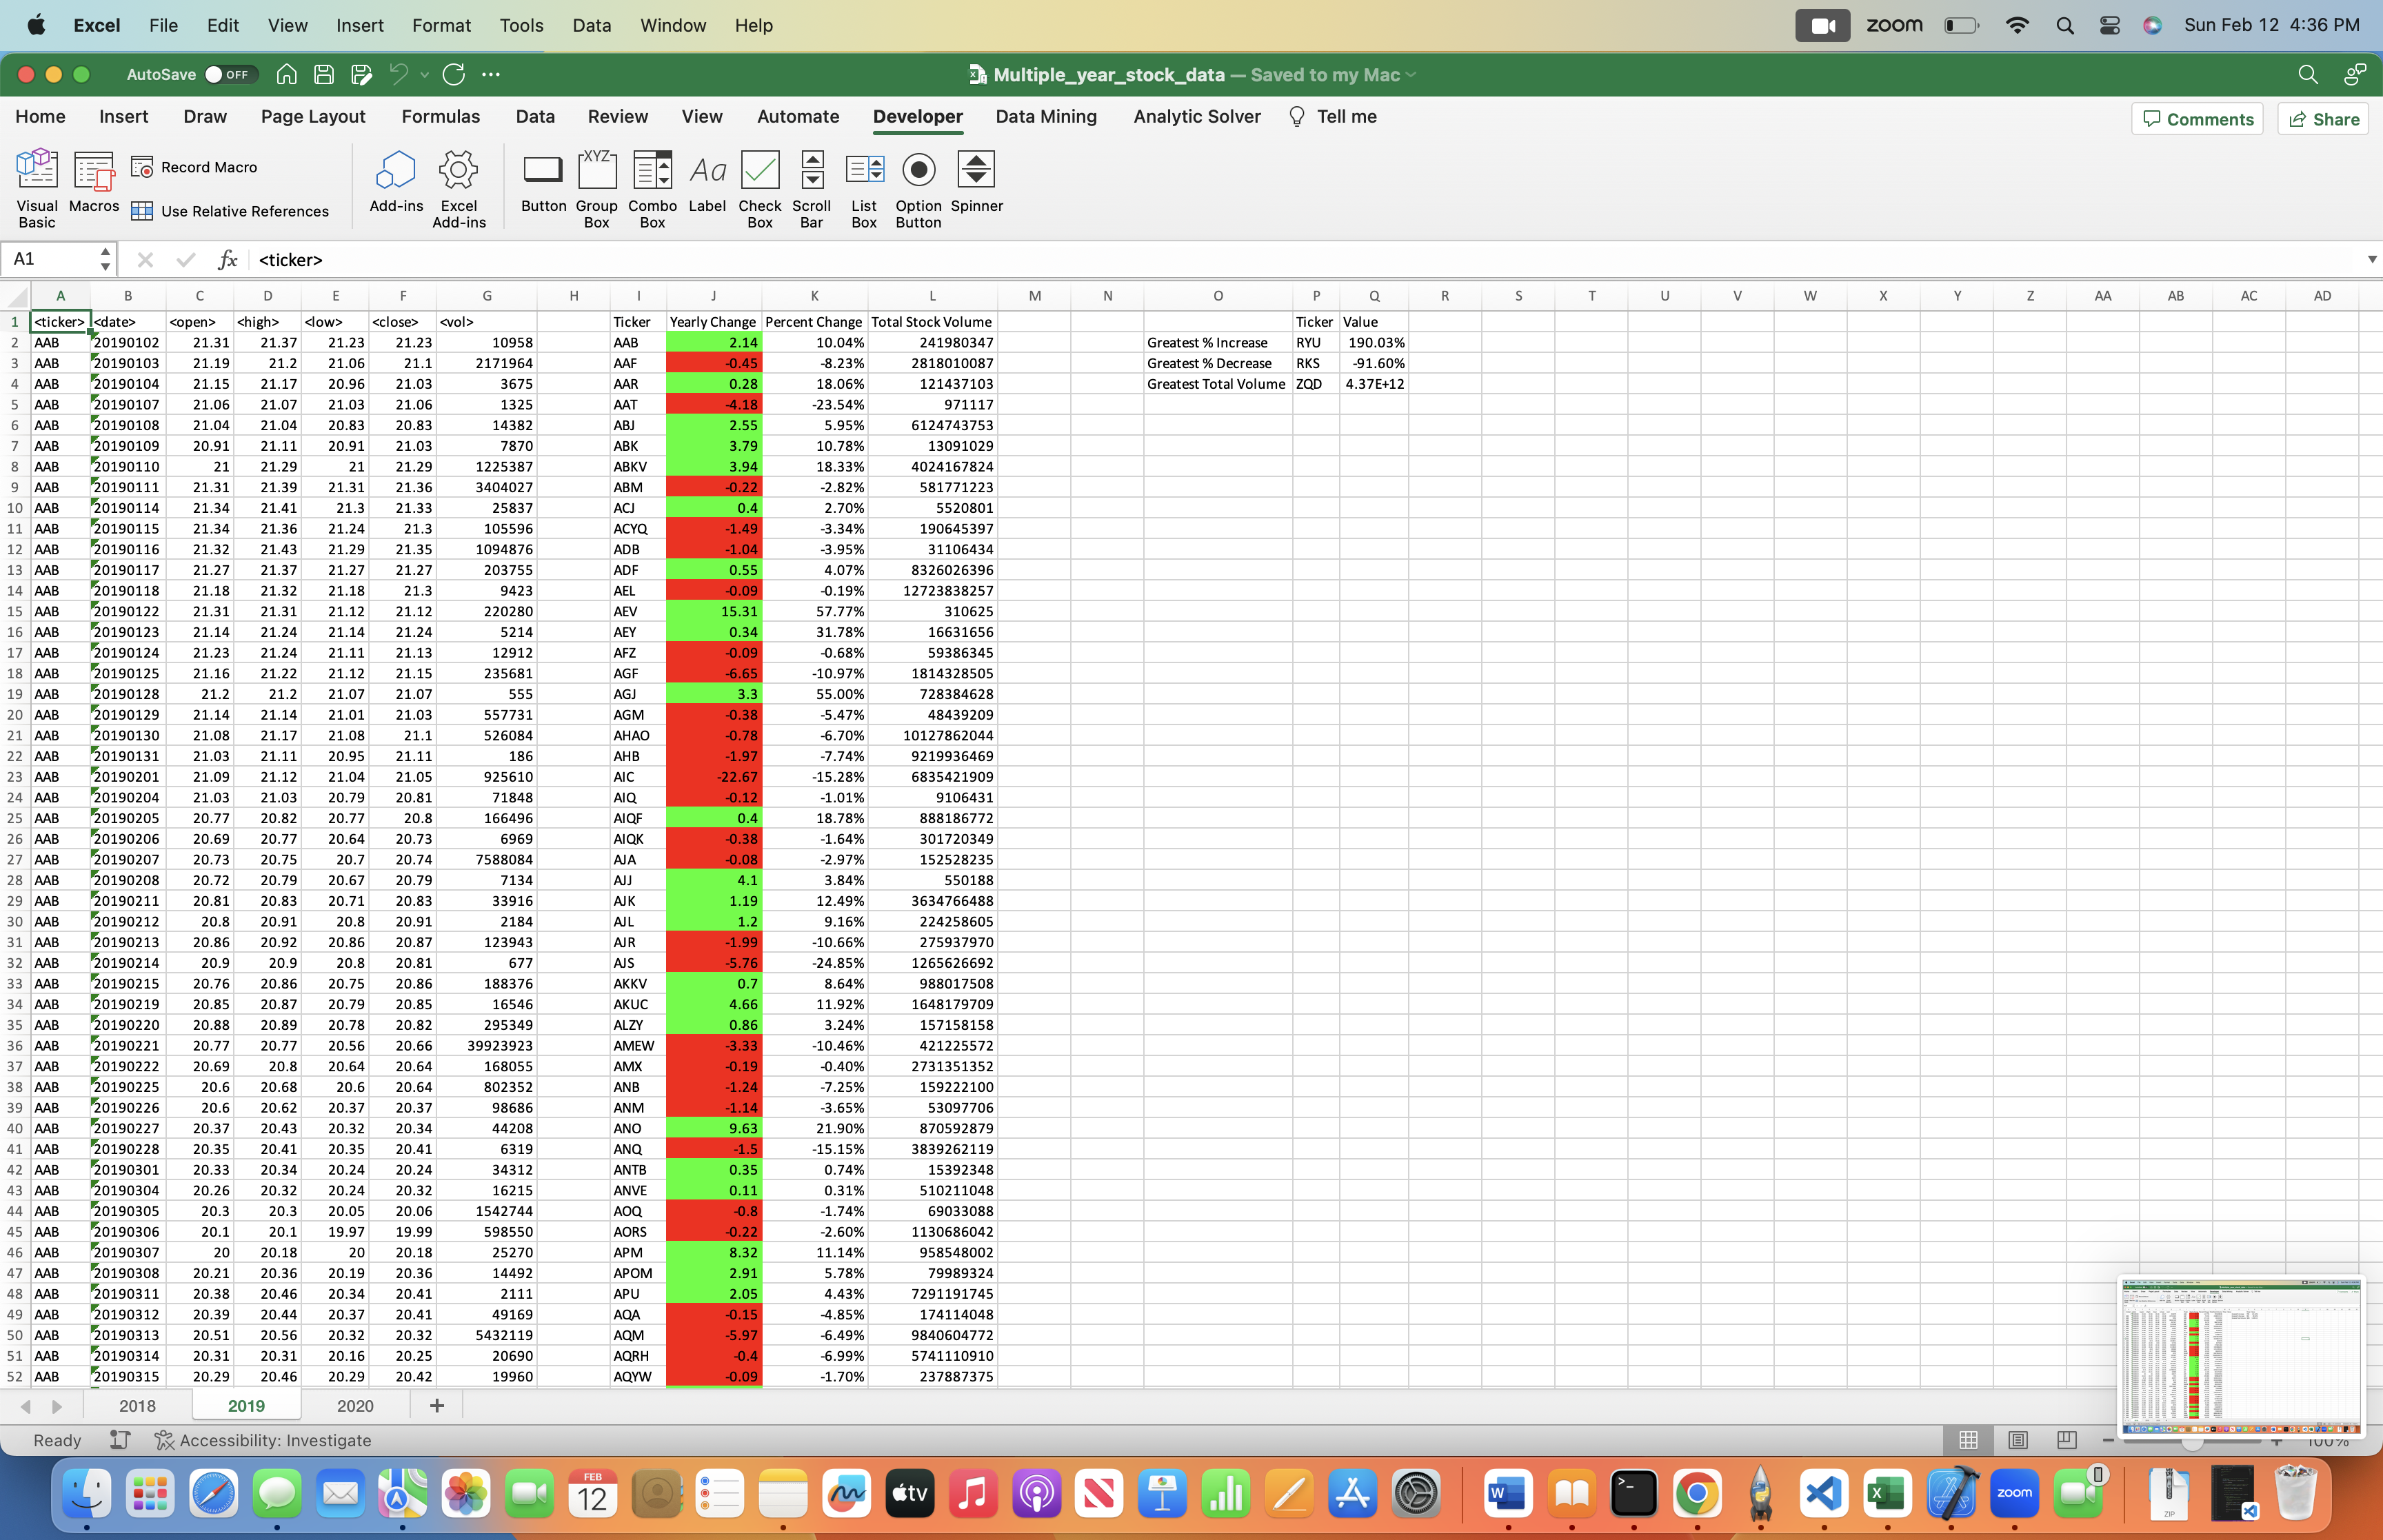 Excel File Edit View Insert Format Tools Data Window Help zoom Sun Feb 12 4:36 PM
AutoSave OFF Multiple_year_stock_data — Saved to my Mac
Home Insert Draw Page Layout Formulas Data Review View Automate Developer Data Mining Analytic Solver Tell me Comments Share
Visual Basic Macros Record Macro Use Relative References Add-ins Excel Add-ins Button Group Box Combo Box Label Check Box Scroll Bar List Box Option Button Spinner
A1 fx <ticker>
A B C D E F G H I J K L M N O P Q R S T U V W X Y Z AA AB AC AD
1 <ticker> <date> <open> <high> <low> <close> <vol> Ticker Yearly Change Percent Change Total Stock Volume Ticker Value
2 AAB 20190102 21.31 21.37 21.23 21.23 10958 AAB 2.14 10.04% 241980347 Greatest % Increase RYU 190.03%
3 AAB 20190103 21.19 21.2 21.06 21.1 2171964 AAF -0.45 -8.23% 2818010087 Greatest % Decrease RKS -91.60%
4 AAB 20190104 21.15 21.17 20.96 21.03 3675 AAR 0.28 18.06% 121437103 Greatest Total Volume ZQD 4.37E+12
5 AAB 20190107 21.06 21.07 21.03 21.06 1325 AAT -4.18 -23.54% 971117
6 AAB 20190108 21.04 21.04 20.83 20.83 14382 ABJ 2.55 5.95% 6124743753
7 AAB 20190109 20.91 21.11 20.91 21.03 7870 ABK 3.79 10.78% 13091029
8 AAB 20190110 21 21.29 21 21.29 1225387 ABKV 3.94 18.33% 4024167824
9 AAB 20190111 21.31 21.39 21.31 21.36 3404027 ABM -0.22 -2.82% 581771223
10 AAB 20190114 21.34 21.41 21.3 21.33 25837 ACJ 0.4 2.70% 5520801
11 AAB 20190115 21.34 21.36 21.24 21.3 105596 ACYQ -1.49 -3.34% 190645397
12 AAB 20190116 21.32 21.43 21.29 21.35 1094876 ADB -1.04 -3.95% 31106434
13 AAB 20190117 21.27 21.37 21.27 21.27 203755 ADF 0.55 4.07% 8326026396
14 AAB 20190118 21.18 21.32 21.18 21.3 9423 AEL -0.09 -0.19% 12723838257
15 AAB 20190122 21.31 21.31 21.12 21.12 220280 AEV 15.31 57.77% 310625
16 AAB 20190123 21.14 21.24 21.14 21.24 5214 AEY 0.34 31.78% 16631656
17 AAB 20190124 21.23 21.24 21.11 21.13 12912 AFZ -0.09 -0.68% 59386345
18 AAB 20190125 21.16 21.22 21.12 21.15 235681 AGF -6.65 -10.97% 1814328505
19 AAB 20190128 21.2 21.2 21.07 21.07 555 AGJ 3.3 55.00% 728384628
20 AAB 20190129 21.14 21.14 21.01 21.03 557731 AGM -0.38 -5.47% 48439209
21 AAB 20190130 21.08 21.17 21.08 21.1 526084 AHAO -0.78 -6.70% 10127862044
22 AAB 20190131 21.03 21.11 20.95 21.11 186 AHB -1.97 -7.74% 9219936469
23 AAB 20190201 21.09 21.12 21.04 21.05 925610 AIC -22.67 -15.28% 6835421909
24 AAB 20190204 21.03 21.03 20.79 20.81 71848 AIQ -0.12 -1.01% 9106431
25 AAB 20190205 20.77 20.82 20.77 20.8 166496 AIQF 0.4 18.78% 888186772
26 AAB 20190206 20.69 20.77 20.64 20.73 6969 AIQK -0.38 -1.64% 301720349
27 AAB 20190207 20.73 20.75 20.7 20.74 7588084 AJA -0.08 -2.97% 152528235
28 AAB 20190208 20.72 20.79 20.67 20.79 7134 AJJ 4.1 3.84% 550188
29 AAB 20190211 20.81 20.83 20.71 20.83 33916 AJK 1.19 12.49% 3634766488
30 AAB 20190212 20.8 20.91 20.8 20.91 2184 AJL 1.2 9.16% 224258605
31 AAB 20190213 20.86 20.92 20.86 20.87 123943 AJR -1.99 -10.66% 275937970
32 AAB 20190214 20.9 20.9 20.8 20.81 677 AJS -5.76 -24.85% 1265626692
33 AAB 20190215 20.76 20.86 20.75 20.86 188376 AKKV 0.7 8.64% 988017508
34 AAB 20190219 20.85 20.87 20.79 20.85 16546 AKUC 4.66 11.92% 1648179709
35 AAB 20190220 20.88 20.89 20.78 20.82 295349 ALZY 0.86 3.24% 157158158
36 AAB 20190221 20.77 20.77 20.56 20.66 39923923 AMEW -3.33 -10.46% 421225572
37 AAB 20190222 20.69 20.8 20.64 20.64 168055 AMX -0.19 -0.40% 2731351352
38 AAB 20190225 20.6 20.68 20.6 20.64 802352 ANB -1.24 -7.25% 159222100
39 AAB 20190226 20.6 20.62 20.37 20.37 98686 ANM -1.14 -3.65% 53097706
40 AAB 20190227 20.37 20.43 20.32 20.34 44208 ANO 9.63 21.90% 870592879
41 AAB 20190228 20.35 20.41 20.35 20.41 6319 ANQ -1.5 -15.15% 3839262119
42 AAB 20190301 20.33 20.34 20.24 20.24 34312 ANTB 0.35 0.74% 15392348
43 AAB 20190304 20.26 20.32 20.24 20.32 16215 ANVE 0.11 0.31% 510211048
44 AAB 20190305 20.3 20.3 20.05 20.06 1542744 AOQ -0.8 -1.74% 69033088
45 AAB 20190306 20.1 20.1 19.97 19.99 598550 AORS -0.22 -2.60% 1130686042
46 AAB 20190307 20 20.18 20 20.18 25270 APM 8.32 11.14% 958548002
47 AAB 20190308 20.21 20.36 20.19 20.36 14492 APOM 2.91 5.78% 79989324
48 AAB 20190311 20.38 20.46 20.34 20.41 2111 APU 2.05 4.43% 7291191745
49 AAB 20190312 20.39 20.44 20.37 20.41 49169 AQA -0.15 -4.85% 174114048
50 AAB 20190313 20.51 20.56 20.32 20.32 5432119 AQM -5.97 -6.49% 9840604772
51 AAB 20190314 20.31 20.31 20.16 20.25 20690 AQRH -0.4 -6.99% 5741110910
52 AAB 20190315 20.29 20.46 20.29 20.42 19960 AQYW -0.09 -1.70% 237887375
2018 2019 2020 +
Ready Accessibility: Investigate 100%
FEB 12 tv zoom ZIP